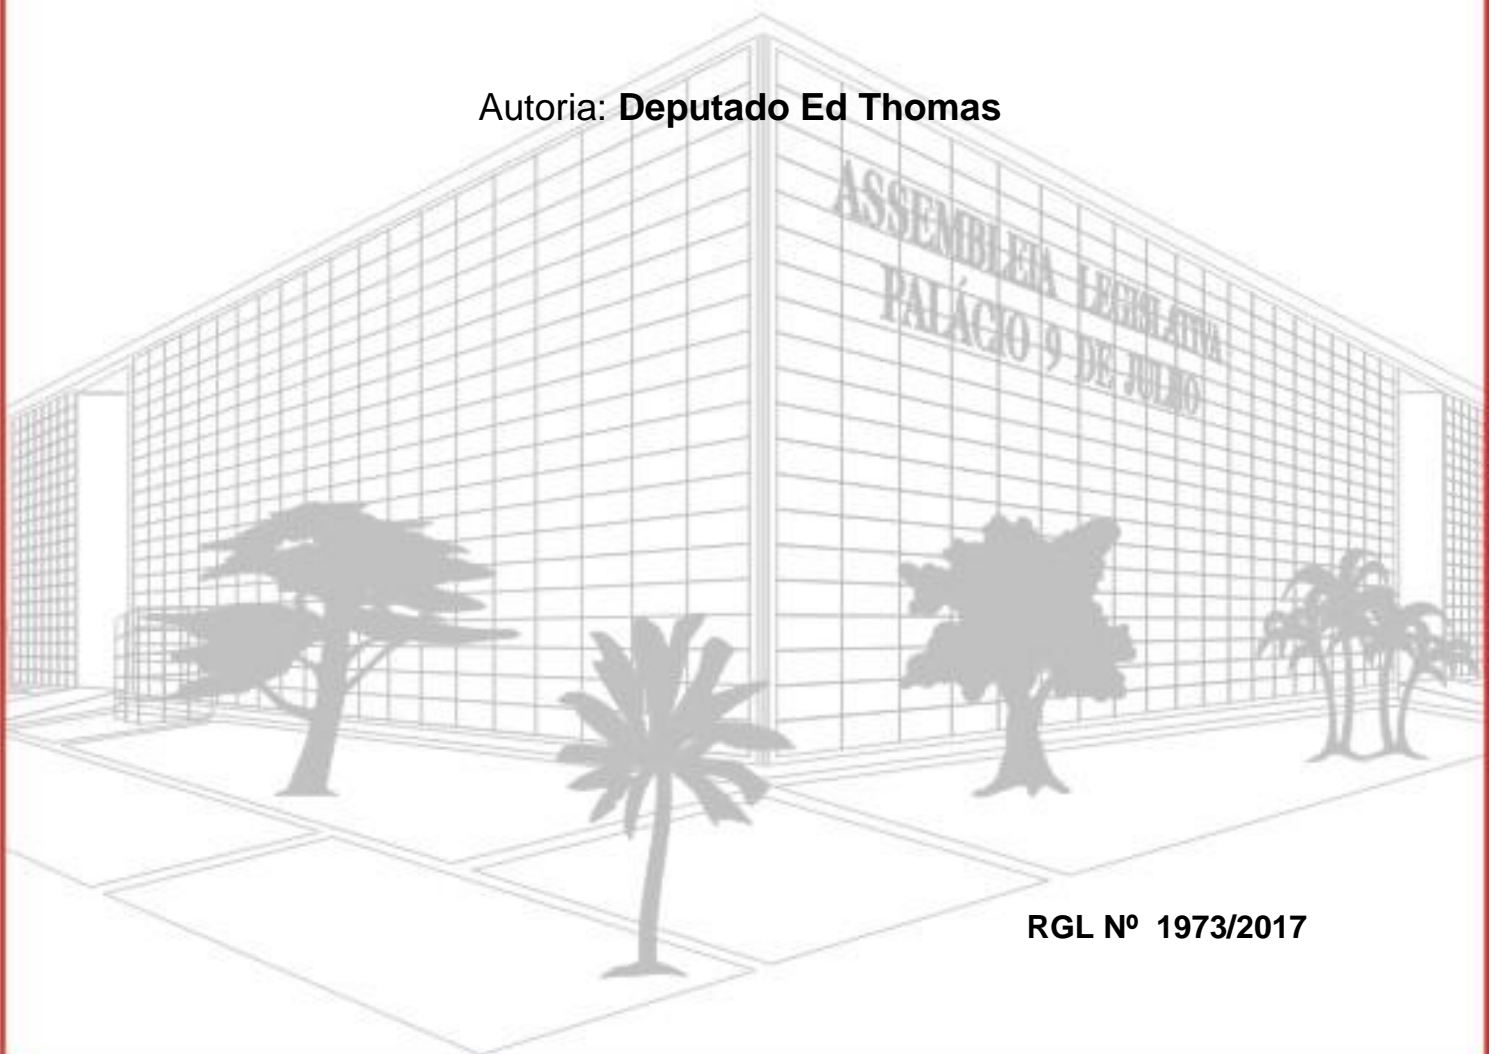 Autoria: Deputado Ed Thomas
ASSEMBLEIA LEGISLATIVA
PALÁCIO 9 DE JULHO
RGL Nº 1973/2017